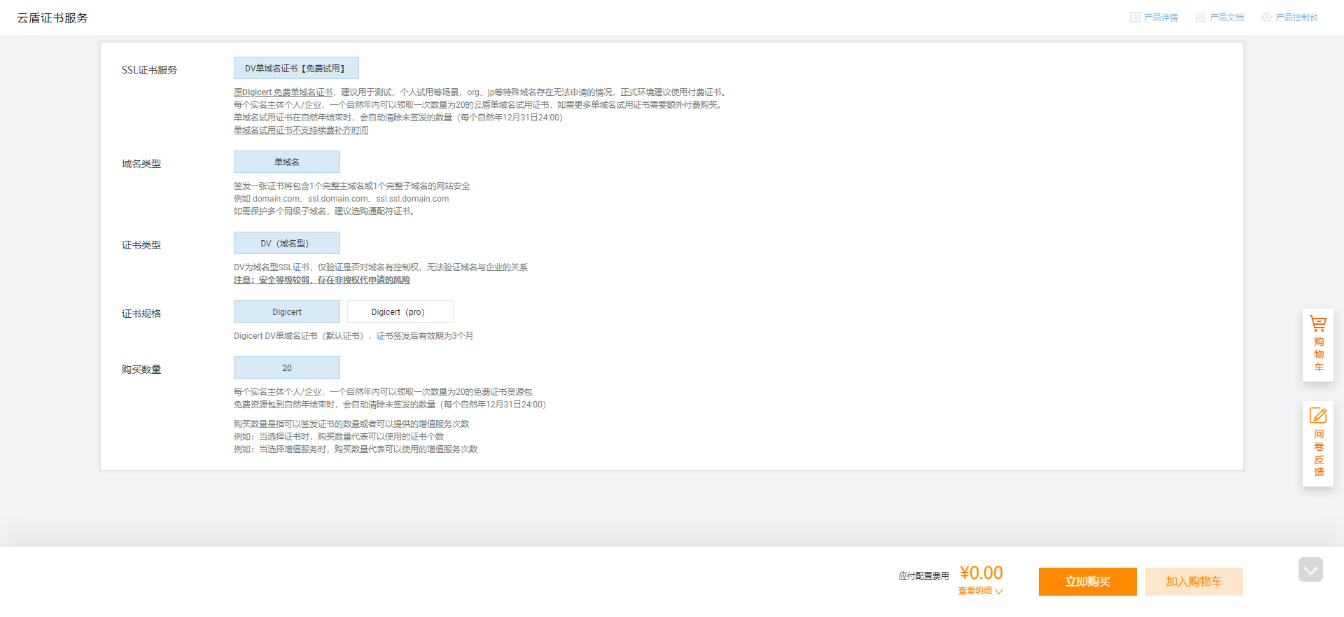 云盾证书服务
产品详情
产品文档
产品控制台
SSL证书服务
DV单域名证书【免费试用】
原Digicert 免费单域名证书，建议用于测试、个人试用等场景，org、jp等特殊域名存在无法申请的情况，正式环境建议使用付费证书。
每个实名主体个人/企业，一个自然年内可以领取一次数量为20的云盾单域名试用证书，如需更多单域名试用证书需要额外付费购买。
单域名试用证书在自然年结束时，会自动清除未签发的数量（每个自然年12月31日24:00）
单域名试用证书不支持续费补齐时间
域名类型
单域名
签发一张证书将包含1个完整主域名或1个完整子域名的网站安全
例如 domain.com、ssl.domain.com、ssl.ssl.domain.com
如需保护多个同级子域名，建议选购通配符证书。
证书类型
DV（域名型）
DV为域名型SSL证书，仅验证是否对域名有控制权，无法验证域名与企业的关系
注意：安全等级较弱，存在非授权代申请的风险
证书规格
Digicert
Digicert（pro）
Digicert DV单域名证书（默认证书），证书签发后有效期为3个月
购买数量
20
每个实名主体个人/企业，一个自然年内可以领取一次数量为20的免费证书资源包
免费资源包到自然年结束时，会自动清除未签发的数量（每个自然年12月31日24:00）
购买数量是指可以签发证书的数量或者可以提供的增值服务次数
例如：当选择证书时，购买数量代表可以使用的证书个数
例如：当选择增值服务时，购买数量代表可以使用的增值服务次数
购物车
问卷反馈
应付配置费用
¥0.00
查看明细
立即购买
加入购物车